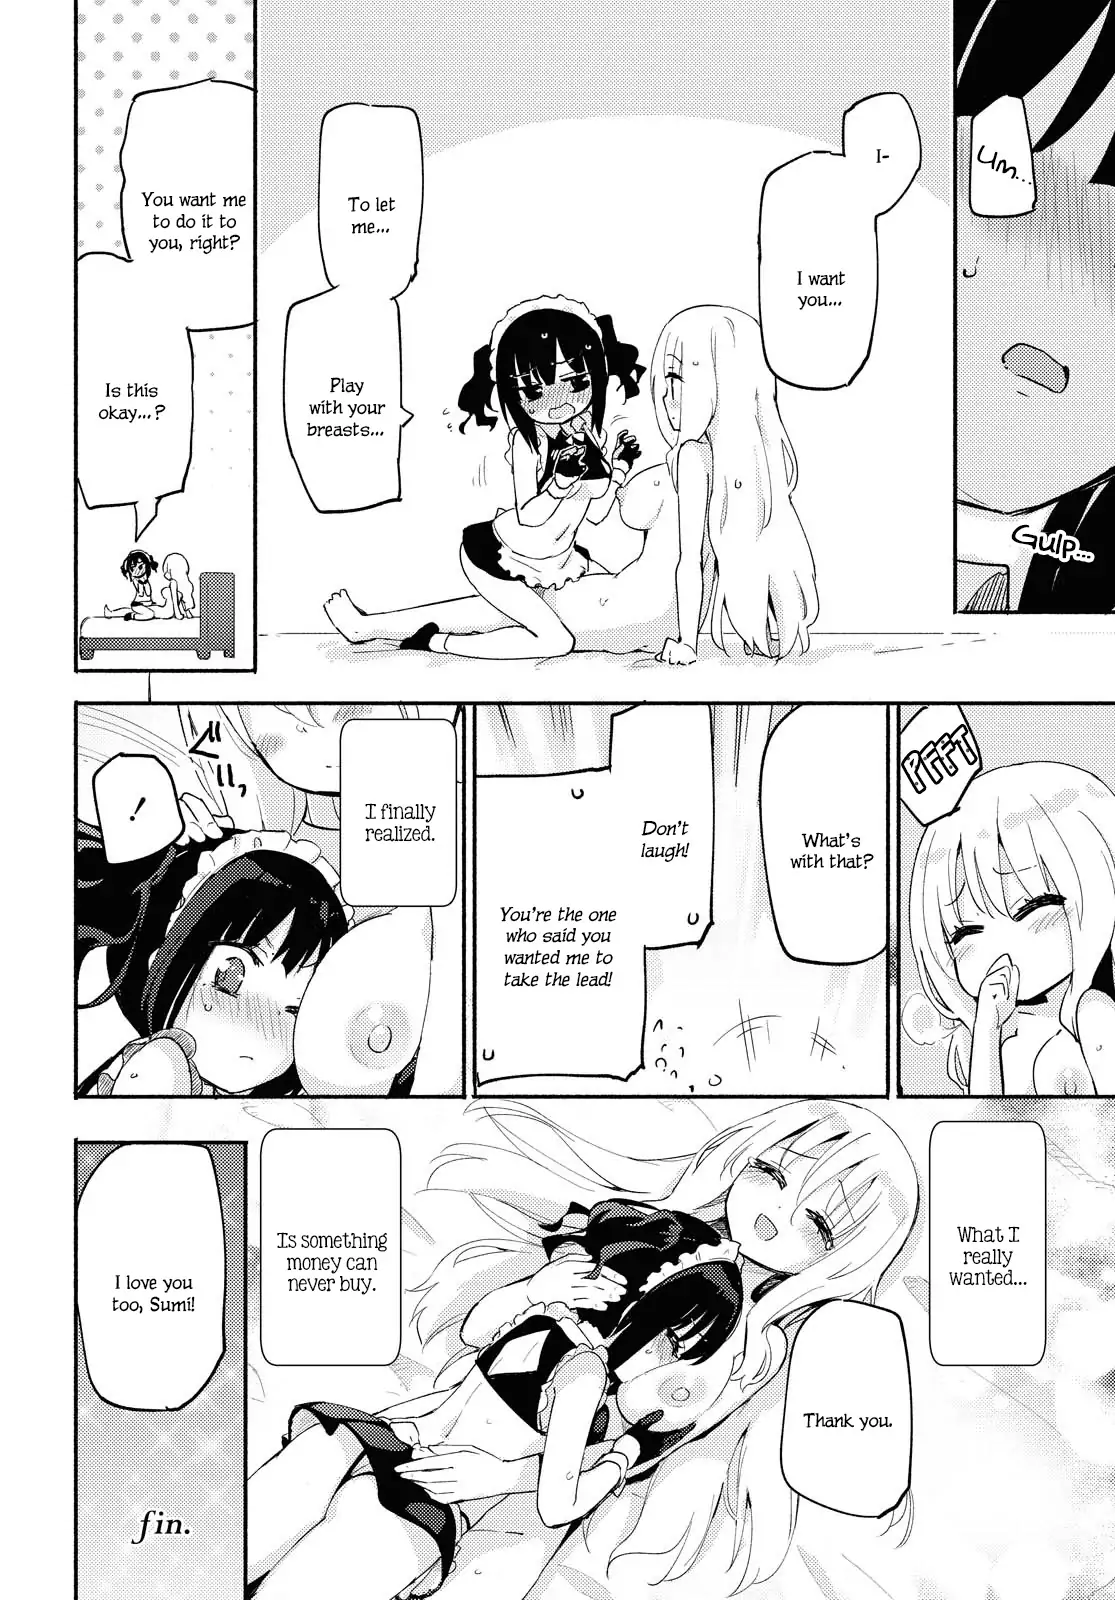 Um...
Gulp...
I-
I want
you...
To let
me...
Play
with your
breasts...
You want me
to do it to
you, right?
Is this
okay...?
PFFT
What's
with that?
Don't
laugh!
You're the one
who said you
wanted me to
take the lead!
I finally
realized.
!
What I
really
wanted...
Thank you.
Is something
money can
never buy.
I love you
too, Sumi!
fin.